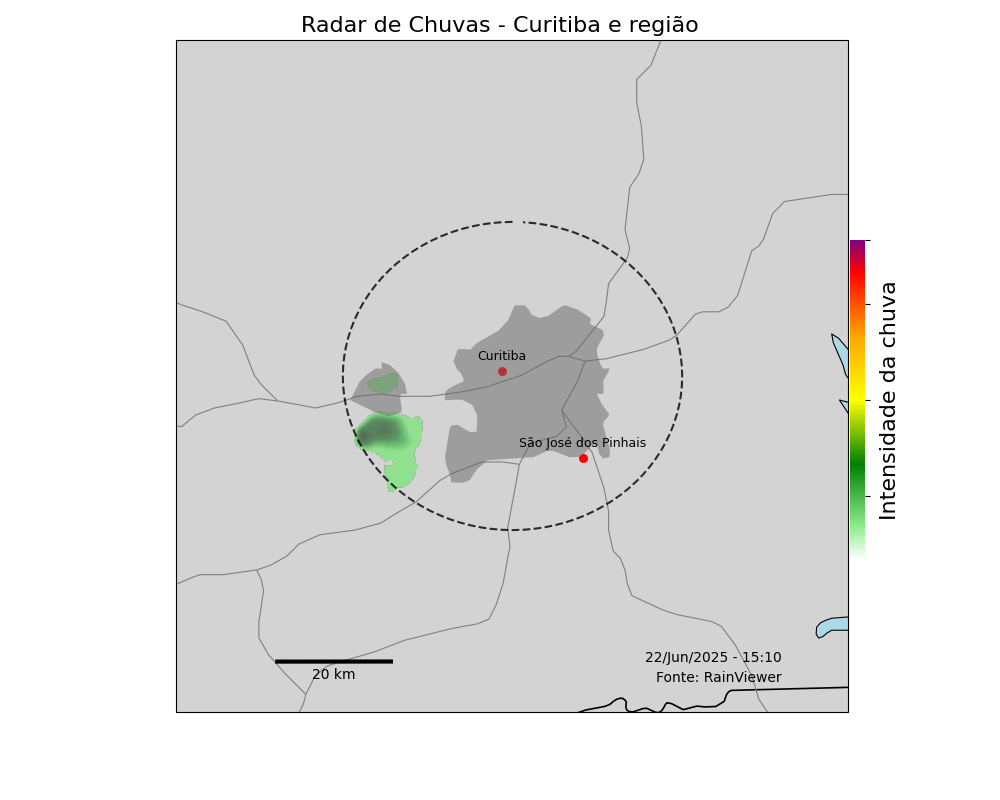 Radar de Chuvas - Curitiba e região
Curitiba
São José dos Pinhais
Intensidade da chuva
22/Jun/2025 - 15:10
20 km
Fonte: RainViewer